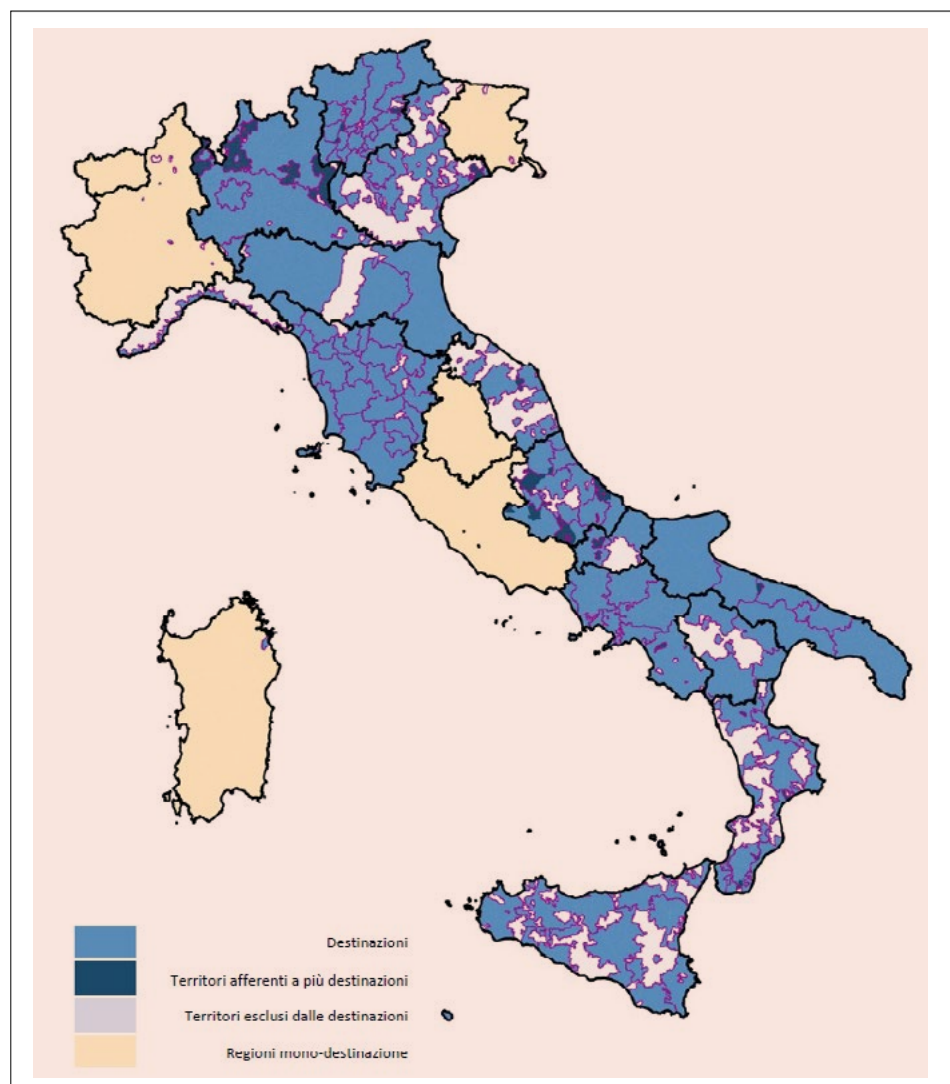 Destinazioni
Territori afferenti a più destinazioni
Territori esclusi dalle destinazioni
Regioni mono-destinazione